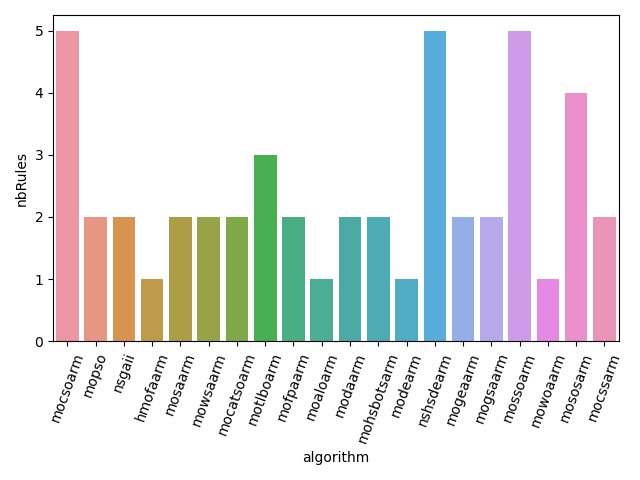 nbRules
5
4
3
2
1
0
mocsoarm
mopso
nsgaii
hmofaarm
mosaarm
mowsaarm
mocatsoarm
motlboarm
mofpaarm
moaloarm
modaarm
mohsbotsarm
modearm
nshsdearm
mogeaarm
mogsaarm
mossoarm
mowoaarm
mososarm
mocssarm
algorithm